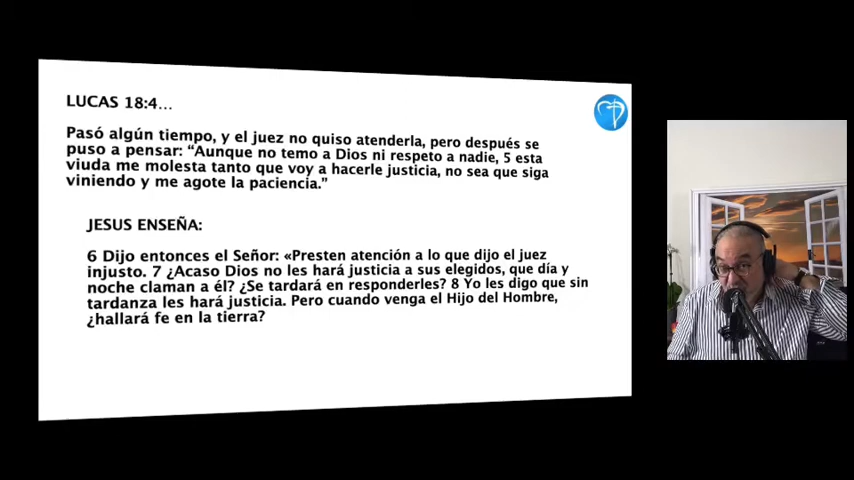 LUCAS 18:4...
Pasó algún tiempo, y el juez no quiso atenderla, pero después se
puso a pensar: “Aunque no temo a Dios ni respeto a nadie, 5 esta
viuda me molesta tanto que voy a hacerle justicia, no sea que siga
viniendo y me agote la paciencia.”
JESUS ENSEÑA:
6 Dijo entonces el Señor: «Presten atención a lo que dijo el juez
injusto. 7 ¿Acaso Dios no les hará justicia a sus elegidos, que día y
noche claman a él? ¿Se tardará en responderles? 8 Yo les digo que sin
tardanza les hará justicia. Pero cuando venga el Hijo del Hombre,
¿hallará fe en la tierra?